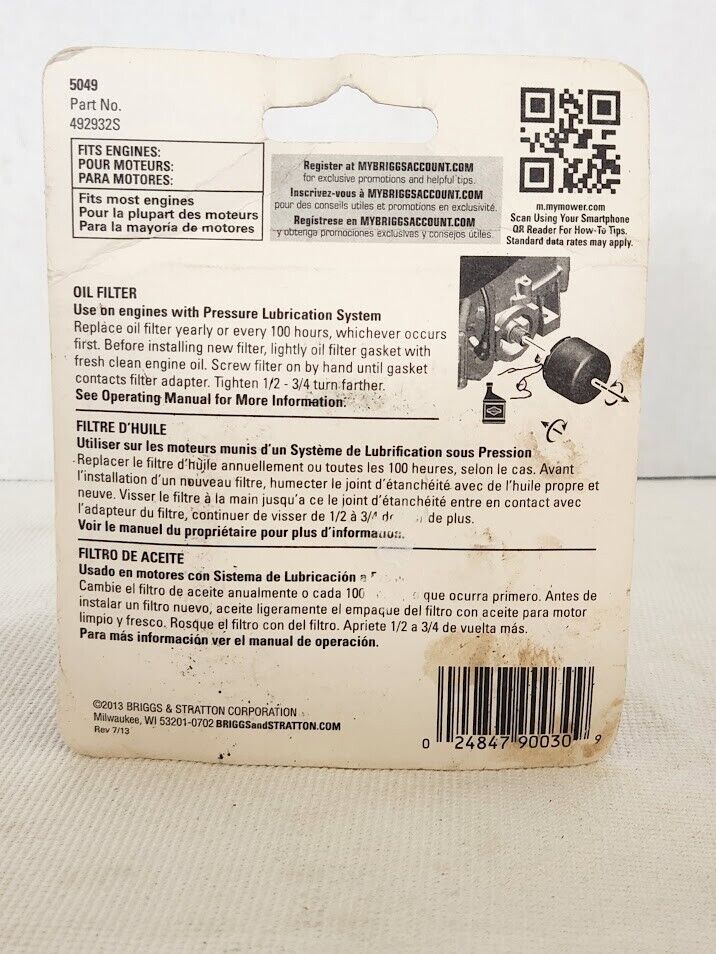 5049
Part No.
492932S
FITS ENGINES:
POUR MOTEURS:
PARA MOTORES:
Fits most engines
Pour la plupart des moteurs
Para la mayoría de motores
Register at MYBRIGGSACCOUNT.COM
for exclusive promotions and helpful tips.
Inscrivez-vous à MYBRIGGSACCOUNT.COM
pour des conseils utiles et promotions en exclusivité.
Regístrese en MYBRIGGSACCOUNT.COM
y obtenga promociones exclusivas y consejos útiles.
m.mymower.com
Scan Using Your Smartphone
QR Reader For How-To Tips.
Standard data rates may apply.
OIL FILTER
Use on engines with Pressure Lubrication System
Replace oil filter yearly or every 100 hours, whichever occurs
first. Before installing new filter, lightly oil filter gasket with
fresh clean engine oil. Screw filter on by hand until gasket
contacts filter adapter. Tighten 1/2 - 3/4 turn farther.
See Operating Manual for More Information.
FILTRE D'HUILE
Utiliser sur les moteurs munis d'un Système de Lubrification sous Pression
Replacer le filtre d'huile annuellement ou toutes les 100 heures, selon le cas. Avant
l'installation d'un nouveau filtre, humecter le joint d'étanchéité avec de l'huile propre et
neuve. Visser le filtre à la main jusqu'a ce le joint d'étanchéité entre en contact avec
l'adapteur du filtre, continuer de visser de 1/2 à 3/4 de plus.
Voir le manuel du propriétaire pour plus d'information.
FILTRO DE ACEITE
Usado en motores con Sistema de Lubricación a
Cambie el filtro de aceite anualmente o cada 100 que ocurra primero. Antes de
instalar un filtro nuevo, aceite ligeramente el empaque del filtro con aceite para motor
limpio y fresco. Rosque el filtro con del filtro. Apriete 1/2 a 3/4 de vuelta más.
Para más información ver el manual de operación.
©2013 BRIGGS & STRATTON CORPORATION
Milwaukee, WI 53201-0702 BRIGGSandSTRATTON.COM
Rev 7/13
0 24847 90030 9